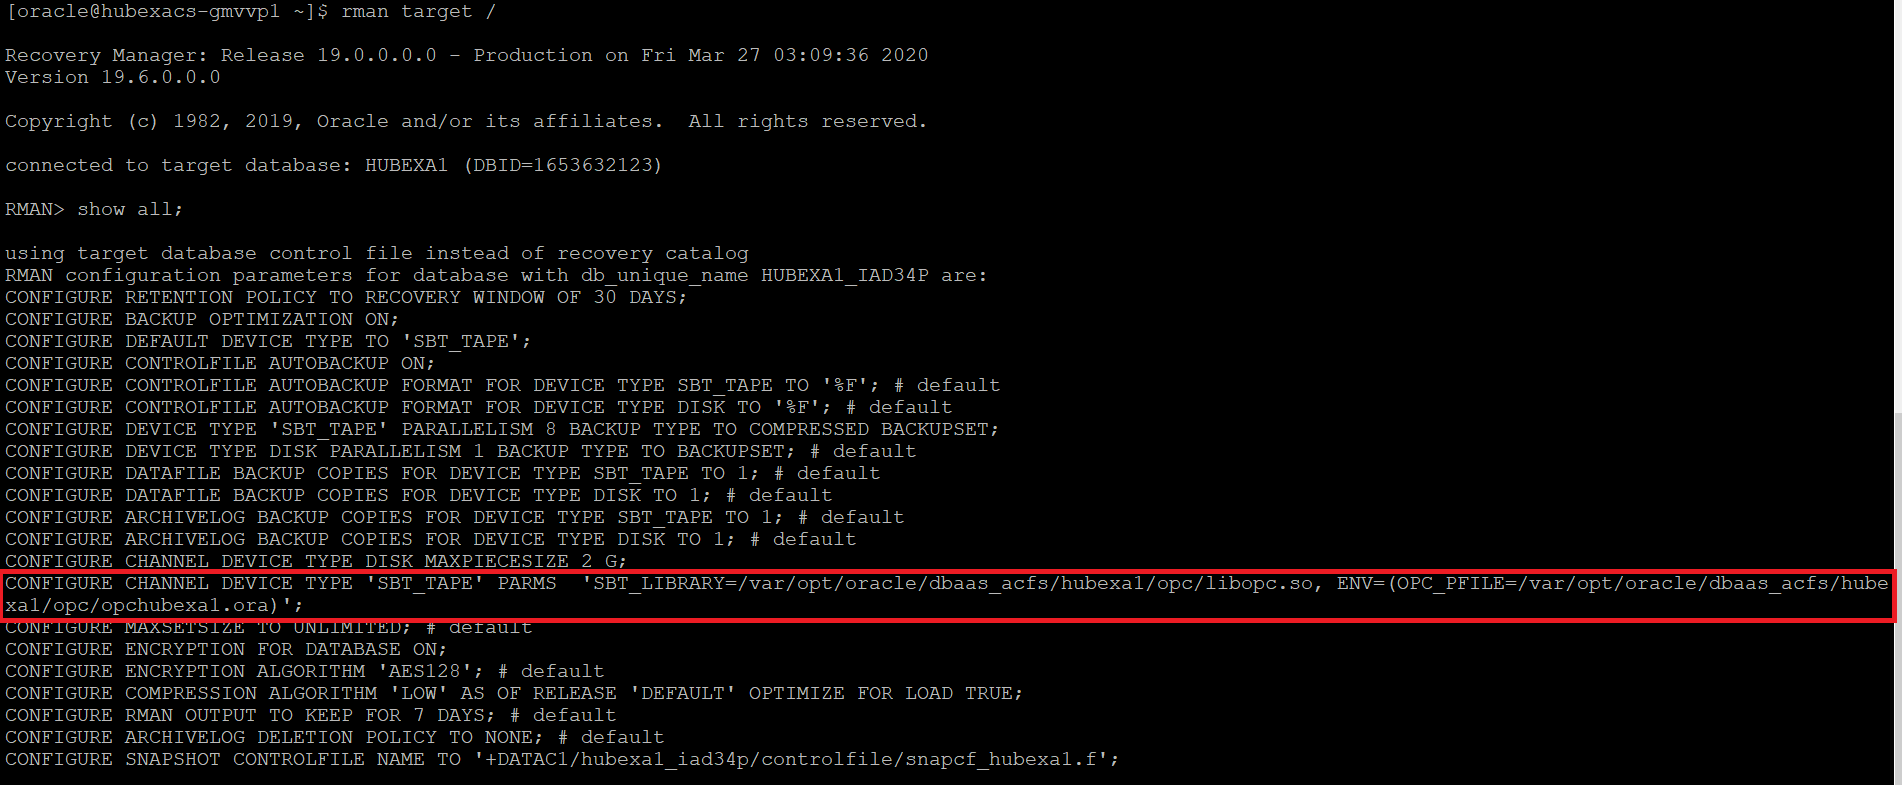 [oracle@hubexacs-gmvvp1 ~]$ rman target /
Recovery Manager: Release 19.0.0.0.0 - Production on Fri Mar 27 03:09:36 2020
Version 19.6.0.0.0
Copyright (c) 1982, 2019, Oracle and/or its affiliates.  All rights reserved.
connected to target database: HUBEXA1 (DBID=1653632123)
RMAN> show all;
using target database control file instead of recovery catalog
RMAN configuration parameters for database with db_unique_name HUBEXA1_IAD34P are:
CONFIGURE RETENTION POLICY TO RECOVERY WINDOW OF 30 DAYS;
CONFIGURE BACKUP OPTIMIZATION ON;
CONFIGURE DEFAULT DEVICE TYPE TO 'SBT_TAPE';
CONFIGURE CONTROLFILE AUTOBACKUP ON;
CONFIGURE CONTROLFILE AUTOBACKUP FORMAT FOR DEVICE TYPE SBT_TAPE TO '%F'; # default
CONFIGURE CONTROLFILE AUTOBACKUP FORMAT FOR DEVICE TYPE DISK TO '%F'; # default
CONFIGURE DEVICE TYPE 'SBT_TAPE' PARALLELISM 8 BACKUP TYPE TO COMPRESSED BACKUPSET;
CONFIGURE DEVICE TYPE DISK PARALLELISM 1 BACKUP TYPE TO BACKUPSET; # default
CONFIGURE DATAFILE BACKUP COPIES FOR DEVICE TYPE SBT_TAPE TO 1; # default
CONFIGURE DATAFILE BACKUP COPIES FOR DEVICE TYPE DISK TO 1; # default
CONFIGURE ARCHIVELOG BACKUP COPIES FOR DEVICE TYPE SBT_TAPE TO 1; # default
CONFIGURE ARCHIVELOG BACKUP COPIES FOR DEVICE TYPE DISK TO 1; # default
CONFIGURE CHANNEL DEVICE TYPE DISK MAXPIECESIZE 2 G;
CONFIGURE CHANNEL DEVICE TYPE 'SBT_TAPE' PARMS  'SBT_LIBRARY=/var/opt/oracle/dbaas_acfs/hubexa1/opc/libopc.so, ENV=(OPC_PFILE=/var/opt/oracle/dbaas_acfs/hube
xa1/opc/opchubexa1.ora)';
CONFIGURE MAXSETSIZE TO UNLIMITED; # default
CONFIGURE ENCRYPTION FOR DATABASE ON;
CONFIGURE ENCRYPTION ALGORITHM 'AES128'; # default
CONFIGURE COMPRESSION ALGORITHM 'LOW' AS OF RELEASE 'DEFAULT' OPTIMIZE FOR LOAD TRUE;
CONFIGURE RMAN OUTPUT TO KEEP FOR 7 DAYS; # default
CONFIGURE ARCHIVELOG DELETION POLICY TO NONE; # default
CONFIGURE SNAPSHOT CONTROLFILE NAME TO '+DATAC1/hubexa1_iad34p/controlfile/snapcf_hubexa1.f';